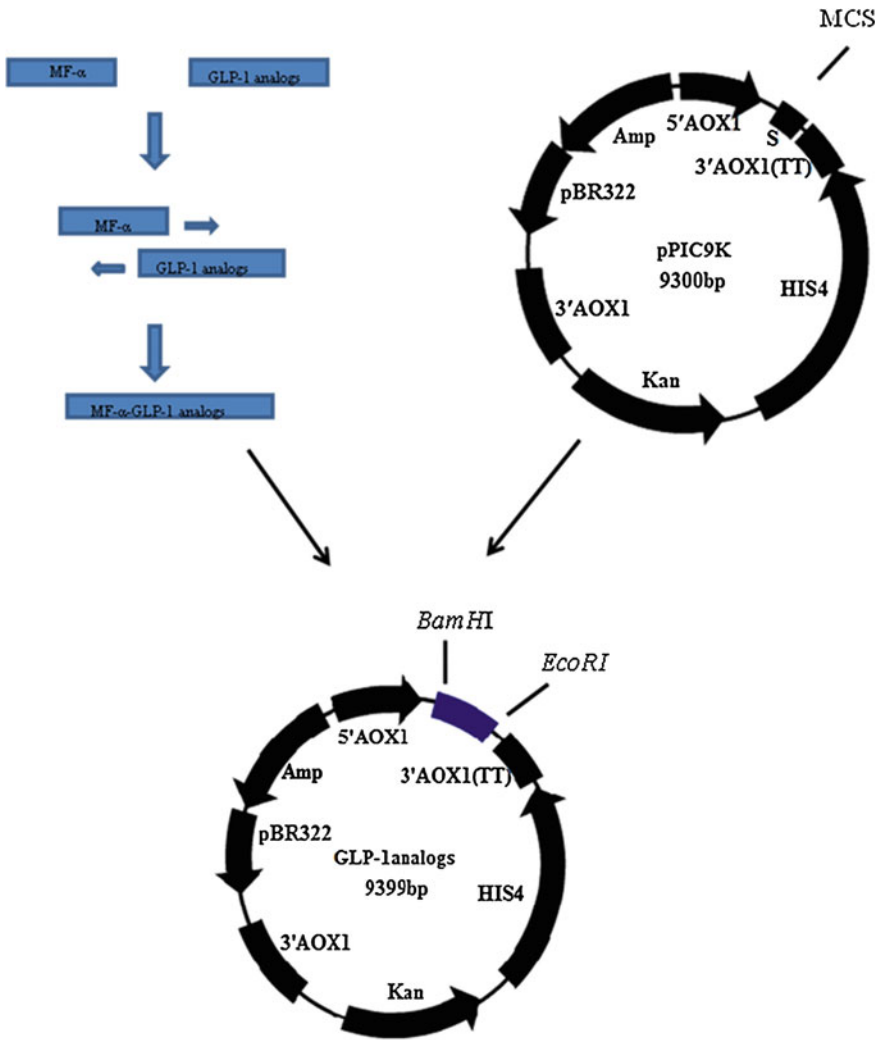 MF-α
GLP-1 analogs
MF-α
GLP-1 analogs
MF-α-GLP-1 analogs
MCS
5'AOX1
S
Amp
3'AOX1(TT)
pBR322
pPIC9K
9300bp
HIS4
3'AOX1
Kan
BamHI
EcoRI
5'AOX1
3'AOX1(TT)
Amp
pBR322
GLP-1analogs
9399bp
HIS4
3'AOX1
Kan